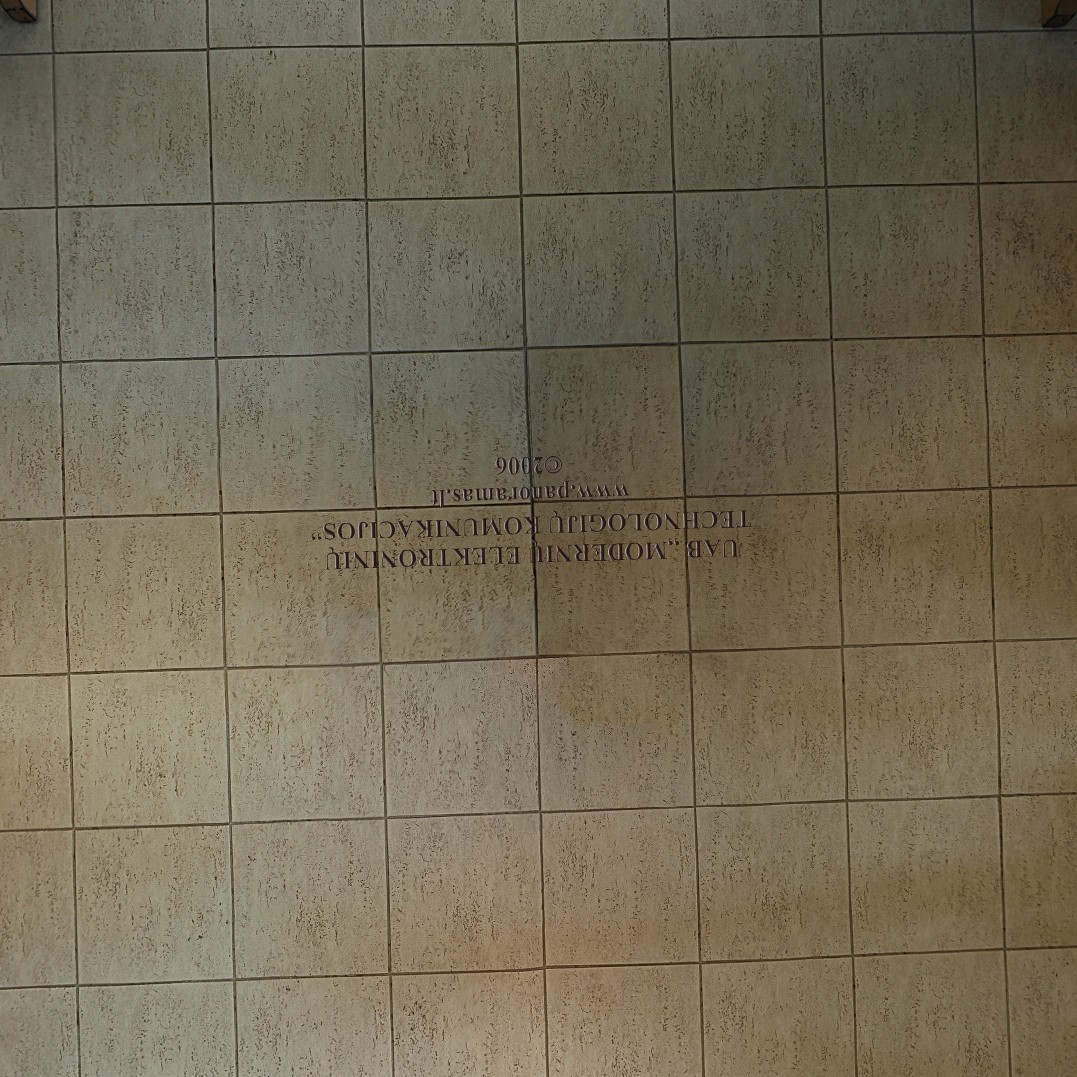 UAB „MODERNIŲ ELEKTRONINIŲ
TECHNOLOGIJŲ KOMUNIKACIJOS”
www.panoramas.lt
©2006